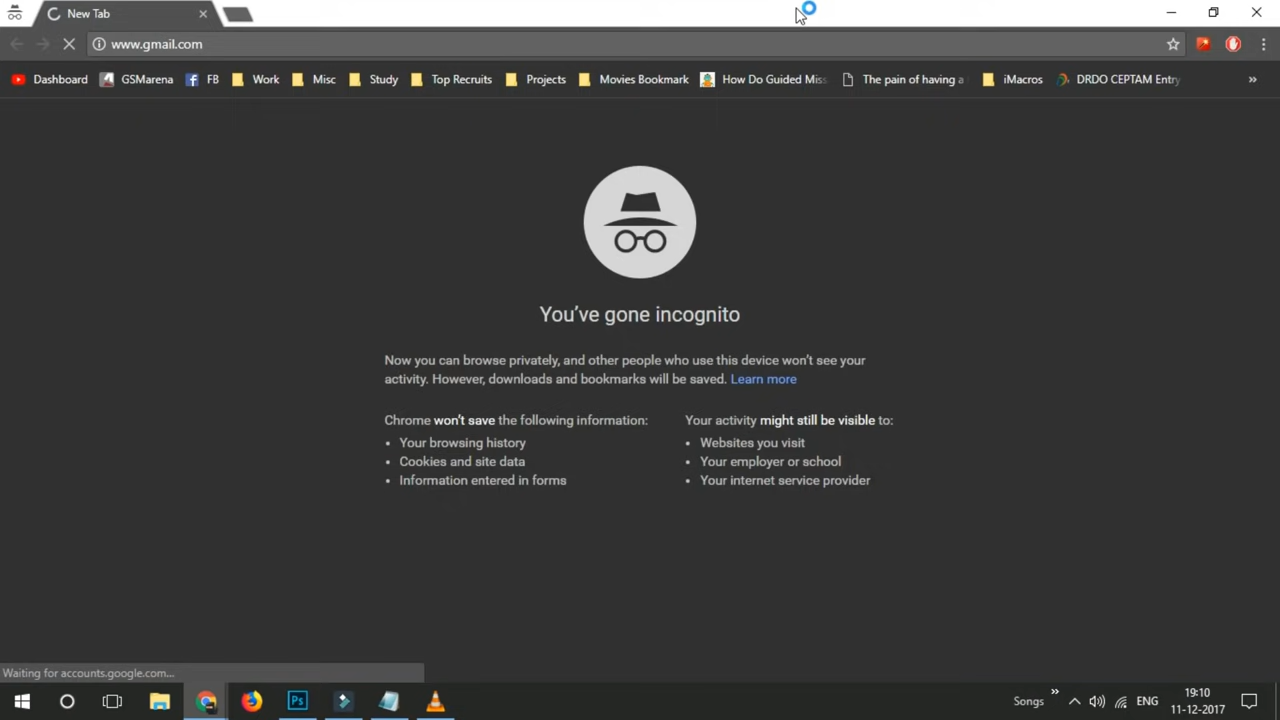 New Tab
www.gmail.com
Dashboard GSMarena FB Work Misc Study Top Recruits Projects Movies Bookmark How Do Guided Mis The pain of having a iMacros DRDO CEPTAM Entry »
You've gone incognito
Now you can browse privately, and other people who use this device won't see your
activity. However, downloads and bookmarks will be saved. Learn more
Chrome won't save the following information:
• Your browsing history
• Cookies and site data
• Information entered in forms
Your activity might still be visible to:
• Websites you visit
• Your employer or school
• Your internet service provider
Waiting for accounts.google.com...
Ps
Songs » ENG
19:10
11-12-2017